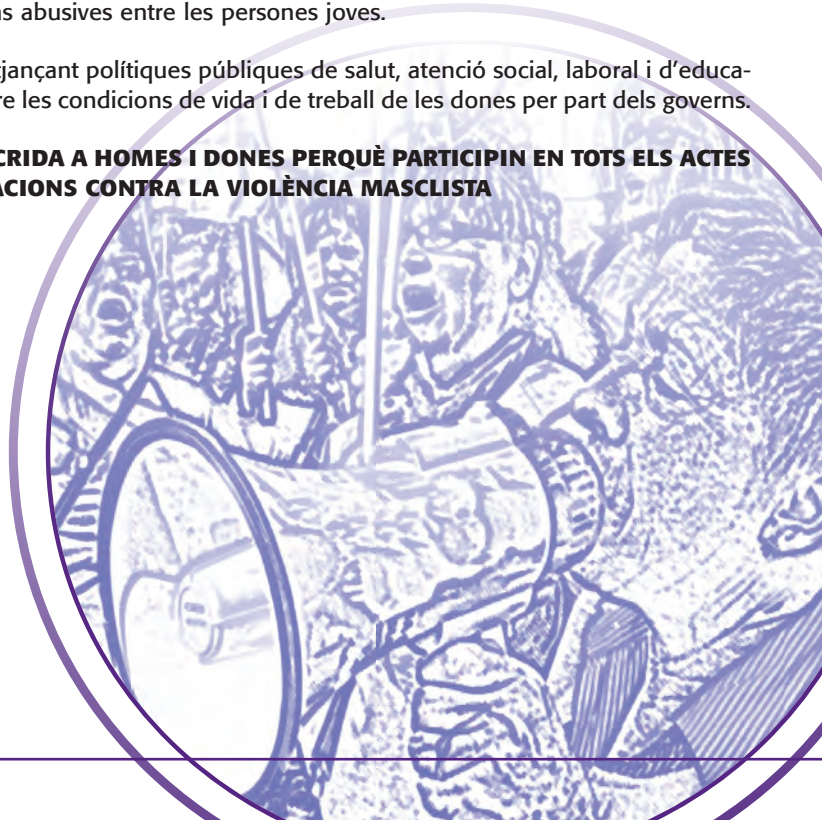 s abusives entre les persones joves.
tjançant polítiques públiques de salut, atenció social, laboral i d'educa-
re les condicions de vida i de treball de les dones per part dels governs.
CRIDA A HOMES I DONES PERQUÈ PARTICIPIN EN TOTS ELS ACTES
ACIONS CONTRA LA VIOLÈNCIA MASCLISTA